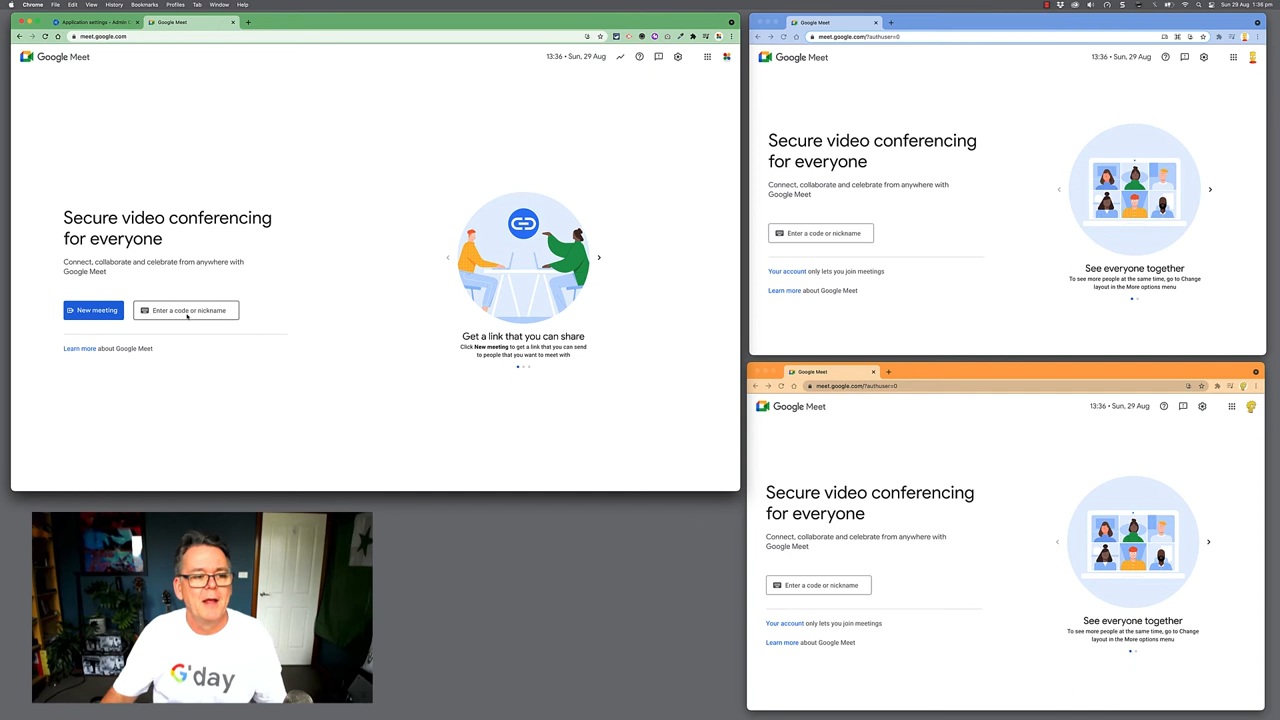 Chrome File Edit View History Bookmarks Profiles Tab Window Help
Sun 29 Aug 1:36 pm
Application settings - Admin C
Google Meet
meet.google.com
Google Meet
13:36 • Sun, 29 Aug
Secure video conferencing
for everyone
Connect, collaborate and celebrate from anywhere with
Google Meet
New meeting
Enter a code or nickname
Learn more about Google Meet
Get a link that you can share
Click New meeting to get a link that you can send
to people that you want to meet with
Google Meet
meet.google.com/?authuser=0
Google Meet
13:36 • Sun, 29 Aug
Secure video conferencing
for everyone
Connect, collaborate and celebrate from anywhere with
Google Meet
Enter a code or nickname
Your account only lets you join meetings
Learn more about Google Meet
See everyone together
To see more people at the same time, go to Change
layout in the More options menu
Google Meet
meet.google.com/?authuser=0
Google Meet
13:36 • Sun, 29 Aug
Secure video conferencing
for everyone
Connect, collaborate and celebrate from anywhere with
Google Meet
Enter a code or nickname
Your account only lets you join meetings
Learn more about Google Meet
See everyone together
To see more people at the same time, go to Change
layout in the More options menu
G'day